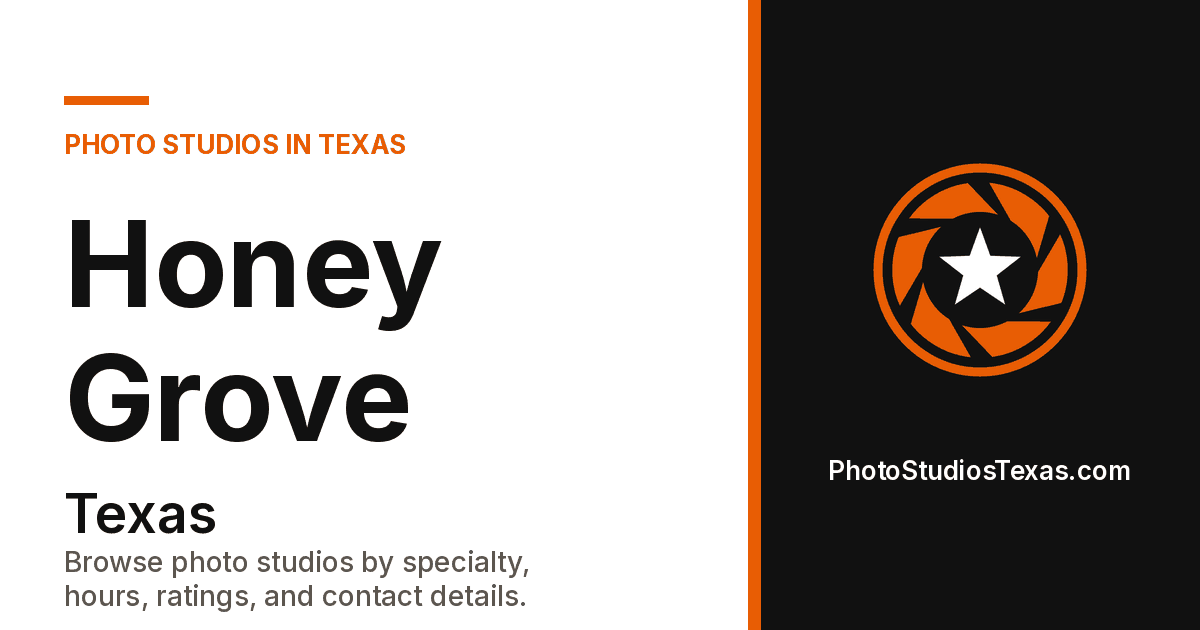 PHOTO STUDIOS IN TEXAS
Honey
Grove
Texas
Browse photo studios by specialty,
hours, ratings, and contact details.
PhotoStudiosTexas.com